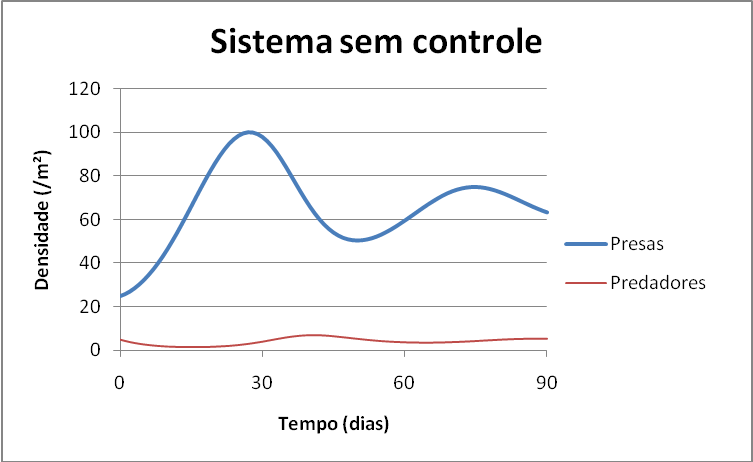 Sistema sem controle
120
100
80
60
40
20
0
Densidade (/m²)
0 30 60 90
Tempo (dias)
Presas
Predadores